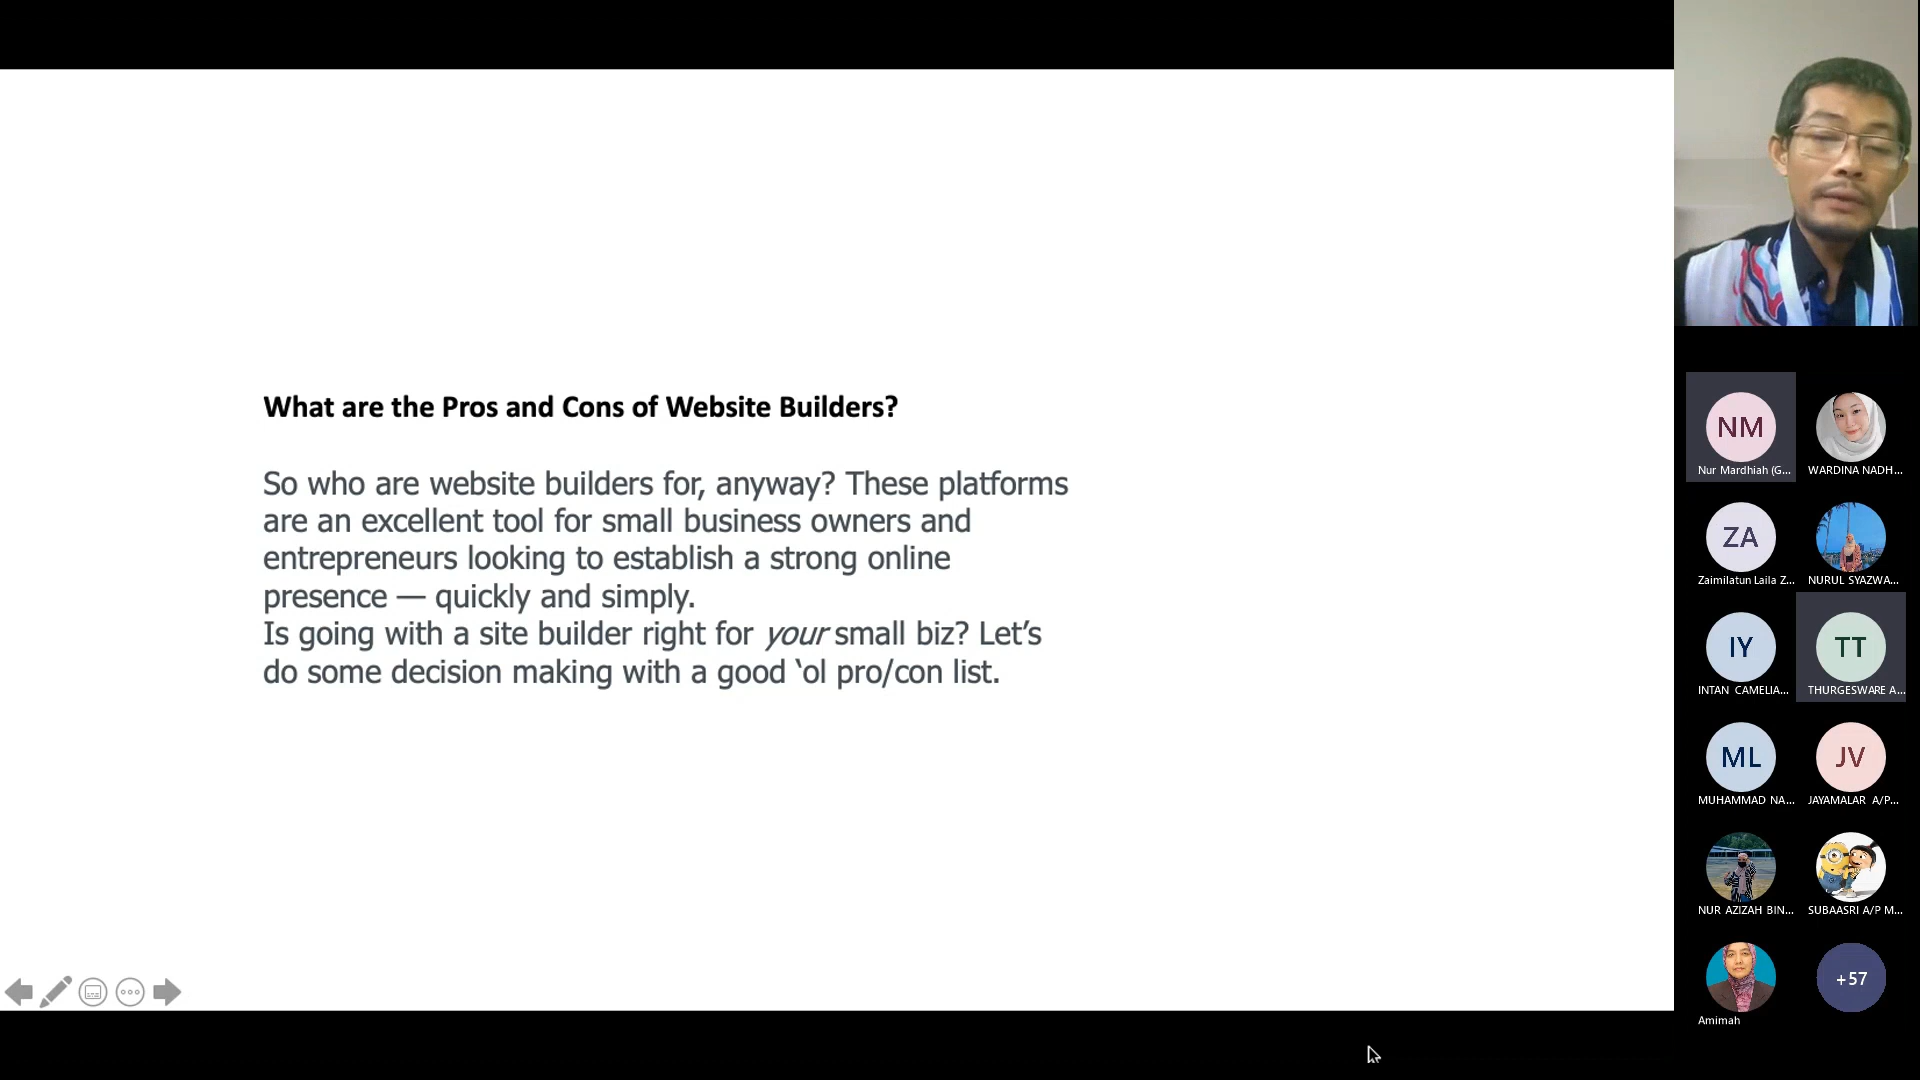 What are the Pros and Cons of Website Builders?
So who are website builders for, anyway? These platforms
are an excellent tool for small business owners and
entrepreneurs looking to establish a strong online
presence — quickly and simply.
Is going with a site builder right for your small biz? Let’s
do some decision making with a good ‘ol pro/con list.
NM
Nur Mardhiah (G...
WARDINA NADH...
ZA
Zaimilatun Laila Z...
NURUL SYAZWA...
IY
INTAN CAMELIA...
TT
THURGESWARE A...
ML
MUHAMMAD NA...
JV
JAYAMALAR A/P...
NUR AZIZAH BIN...
SUBAASRI A/P M...
Amimah
+57